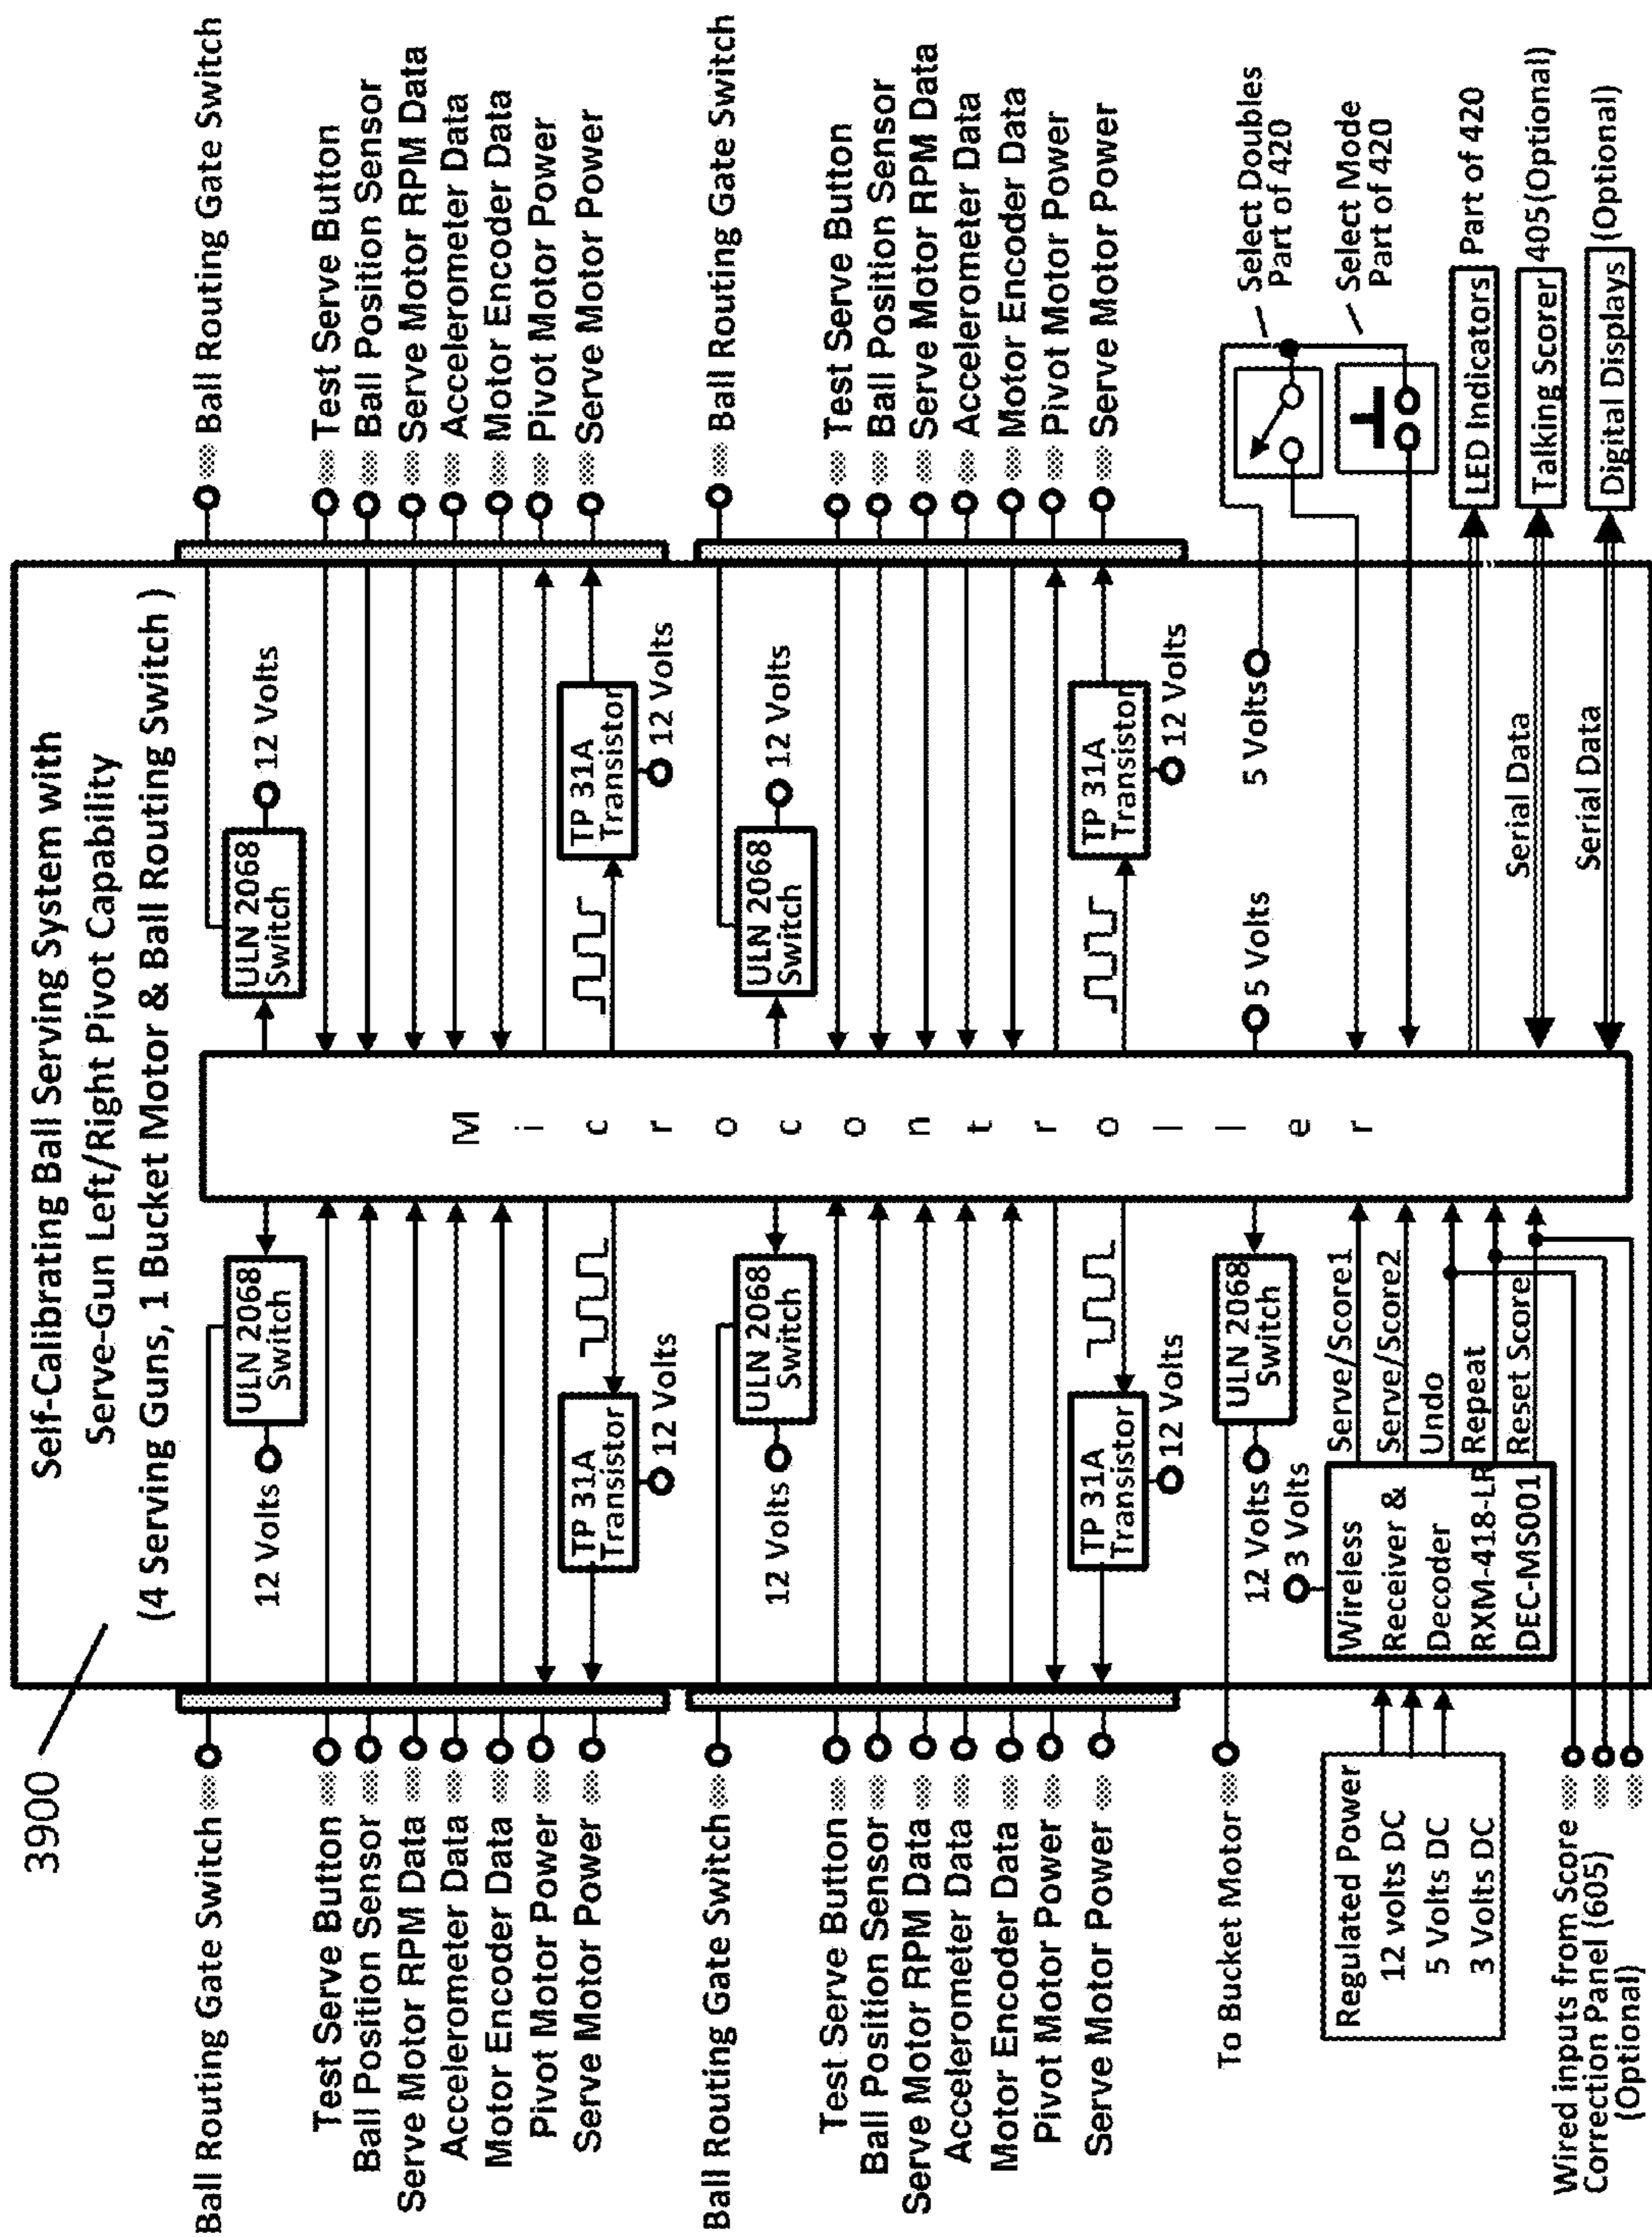 3900
Self-Calibrating Ball Serving System with
Serve-Gun Left/Right Pivot Capability
(4 Serving Guns, 1 Bucket Motor & Ball Routing Switch )
Ball Routing Gate Switch
Test Serve Button
Ball Position Sensor
Serve Motor RPM Data
Accelerometer Data
Motor Encoder Data
Pivot Motor Power
Serve Motor Power
12 Volts
ULN 2068
Switch
TP 31A
Transistor
12 Volts
Ball Routing Gate Switch
Test Serve Button
Ball Position Sensor
Serve Motor RPM Data
Accelerometer Data
Motor Encoder Data
Pivot Motor Power
Serve Motor Power
12 Volts
ULN 2068
Switch
TP 31A
Transistor
12 Volts
To Bucket Motor
12 Volts
ULN 2068
Switch
3 Volts
Wireless
Receiver &
Decoder
RXM-418-LR
DEC-MS001
Serve/Score1
Serve/Score2
Undo
Repeat
Reset Score
Regulated Power
12 volts DC
5 Volts DC
3 Volts DC
Wired inputs from Score
Correction Panel (605)
(Optional)
Microcontroller
ULN 2068
Switch
12 Volts
TP 31A
Transistor
12 Volts
Ball Routing Gate Switch
Test Serve Button
Ball Position Sensor
Serve Motor RPM Data
Accelerometer Data
Motor Encoder Data
Pivot Motor Power
Serve Motor Power
ULN 2068
Switch
12 Volts
TP 31A
Transistor
12 Volts
Ball Routing Gate Switch
Test Serve Button
Ball Position Sensor
Serve Motor RPM Data
Accelerometer Data
Motor Encoder Data
Pivot Motor Power
Serve Motor Power
5 Volts
5 Volts
Select Doubles
Part of 420
Select Mode
Part of 420
LED Indicators
Part of 420
Serial Data
Talking Scorer
405(Optional)
Serial Data
Digital Displays
(Optional)